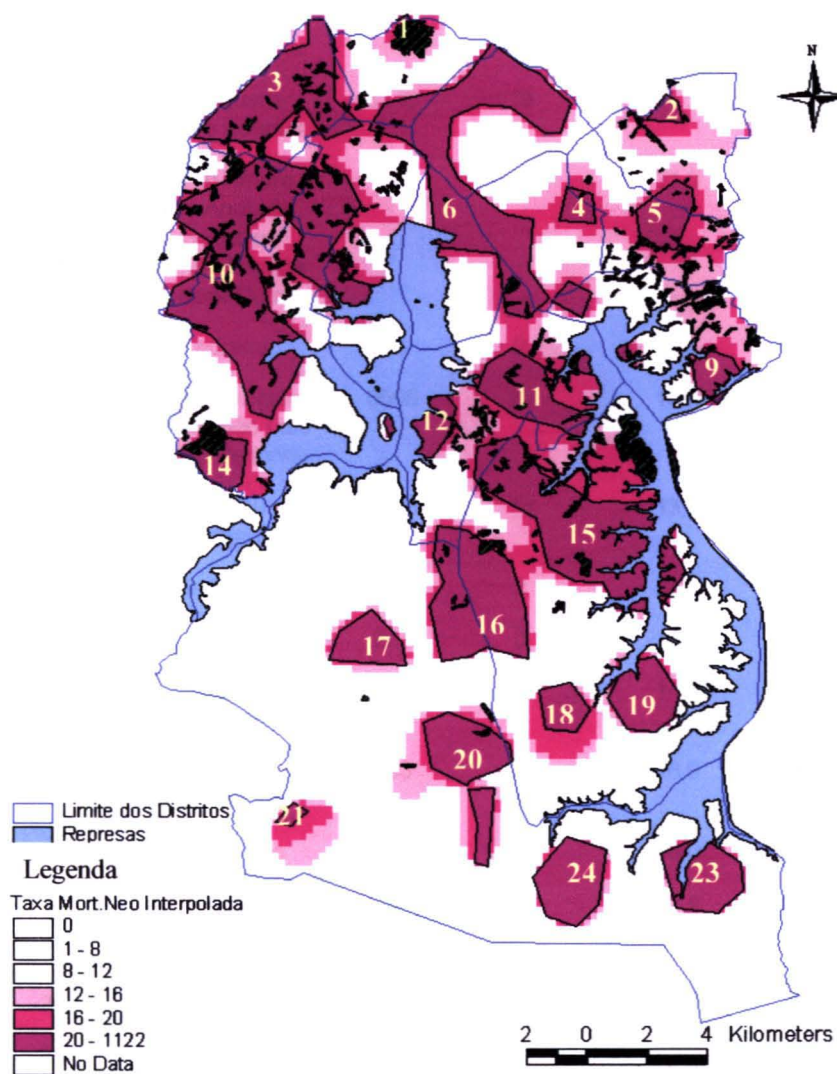 1
N
3
2
4
5
6
10
9
11
12
14
15
16
17
18
19
20
21
24
23
Limite dos Distritos
Represas
Legenda
Taxa Mort.Neo Interpolada
0
1 - 8
8 - 12
12 - 16
16 - 20
20 - 1122
No Data
2 0 2 4 Kilometers